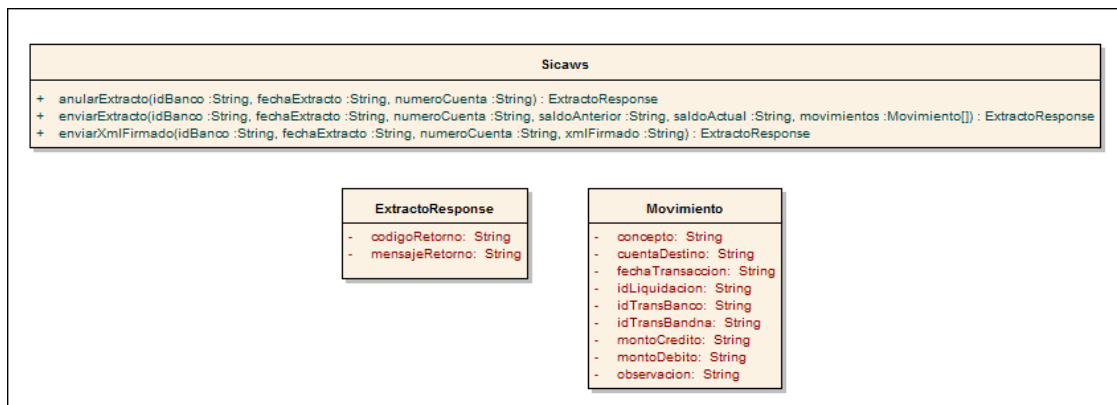 Sicaws
+ anularExtracto(idBanco :String, fechaExtracto :String, numeroCuenta :String) : ExtractoResponse
+ enviarExtracto(idBanco :String, fechaExtracto :String, numeroCuenta :String, saldoAnterior :String, saldoActual :String, movimientos :Movimiento[]) : ExtractoResponse
+ enviarXmlFirmado(idBanco :String, fechaExtracto :String, numeroCuenta :String, xmlFirmado :String) : ExtractoResponse
ExtractoResponse
- codigoRetorno: String
- mensajeRetorno: String
Movimiento
- concepto: String
- cuentaDestino: String
- fechaTransaccion: String
- idLiquidacion: String
- idTransBanco: String
- idTransBandna: String
- montoCredito: String
- montoDebito: String
- observacion: String